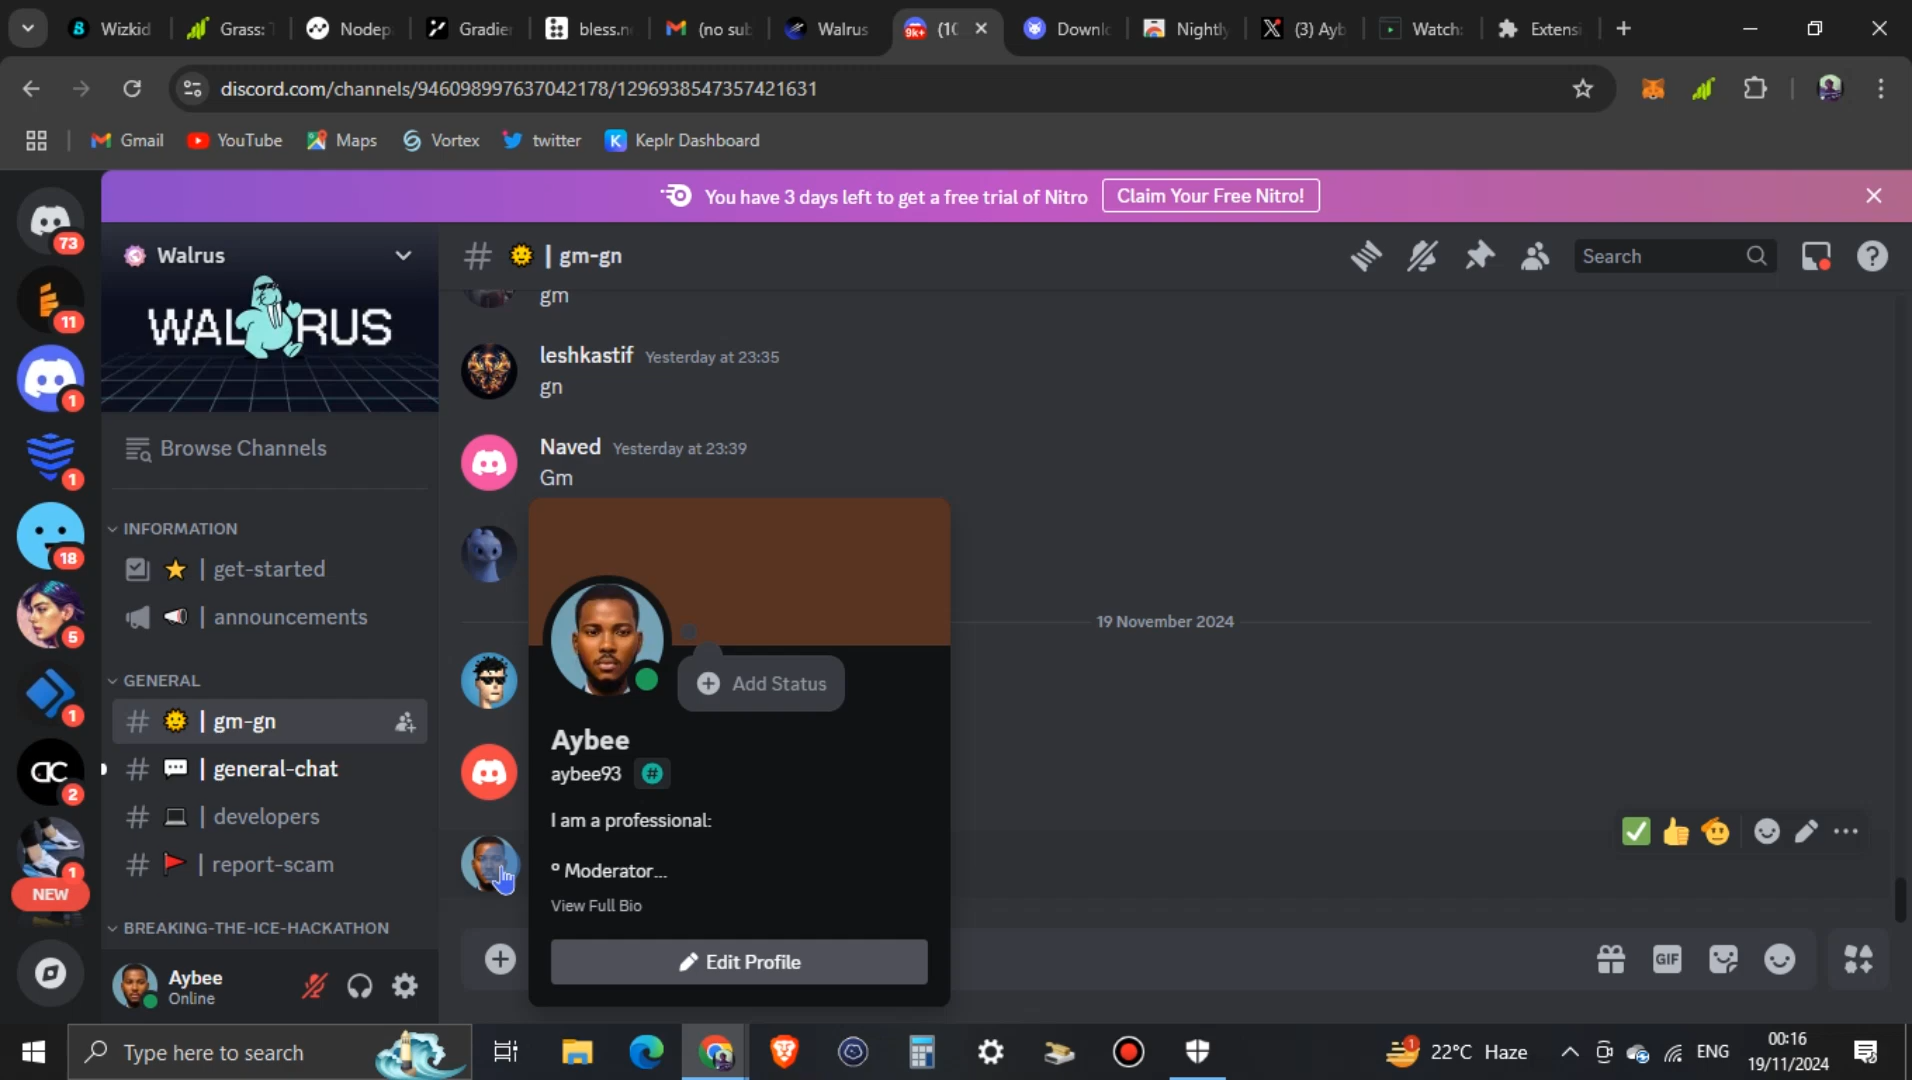 Wizkid
Grass: T
Nodep
Gradie
bless.n
(no sub
Walrus
(10
Downl
Nightly
(3) Ayb
Watch:
Extensi
discord.com/channels/946098997637042178/1296938547357421631
Gmail
YouTube
Maps
Vortex
twitter
Keplr Dashboard
You have 3 days left to get a free trial of Nitro
Claim Your Free Nitro!
73
11
1
1
18
5
1
2
1
NEW
Walrus
WALRUS
Browse Channels
INFORMATION
| get-started
| announcements
GENERAL
# | gm-gn
# | general-chat
# | developers
# | report-scam
BREAKING-THE-ICE-HACKATHON
Aybee
Online
# | gm-gn
Search
gm
leshkastif Yesterday at 23:35
gn
Naved Yesterday at 23:39
Gm
19 November 2024
Add Status
Aybee
aybee93 #
I am a professional:
° Moderator...
View Full Bio
Edit Profile
GIF
Type here to search
1
22°C Haze
ENG
00:16
19/11/2024